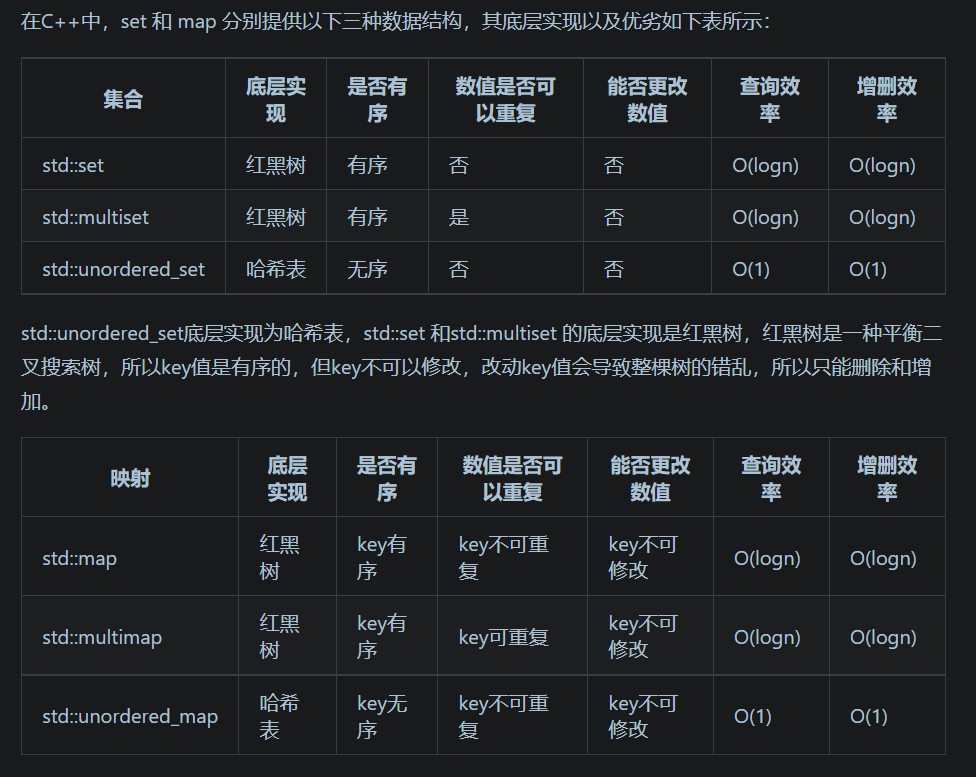 在C++中，set 和 map 分别提供以下三种数据结构，其底层实现以及优劣如下表所示：
集合 底层实现 是否有序 数值是否可以重复 能否更改数值 查询效率 增删效率
std::set 红黑树 有序 否 否 O(logn) O(logn)
std::multiset 红黑树 有序 是 否 O(logn) O(logn)
std::unordered_set 哈希表 无序 否 否 O(1) O(1)
std::unordered_set底层实现为哈希表，std::set 和std::multiset 的底层实现是红黑树，红黑树是一种平衡二
叉搜索树，所以key值是有序的，但key不可以修改，改动key值会导致整棵树的错乱，所以只能删除和增
加。
映射 底层实现 是否有序 数值是否可以重复 能否更改数值 查询效率 增删效率
std::map 红黑树 key有序 key不可重复 key不可修改 O(logn) O(logn)
std::multimap 红黑树 key有序 key可重复 key不可修改 O(logn) O(logn)
std::unordered_map 哈希表 key无序 key不可重复 key不可修改 O(1) O(1)